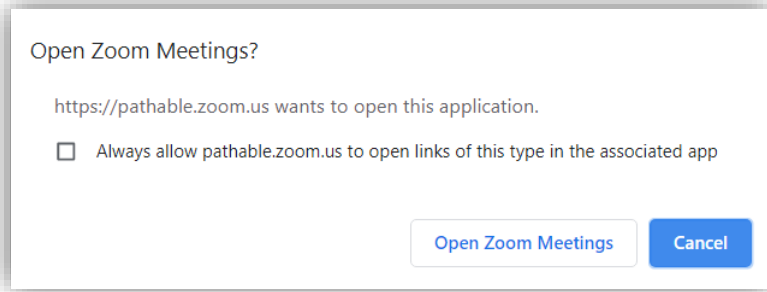 Open Zoom Meetings?
https://pathable.zoom.us wants to open this application.
Always allow pathable.zoom.us to open links of this type in the associated app
Open Zoom Meetings
Cancel